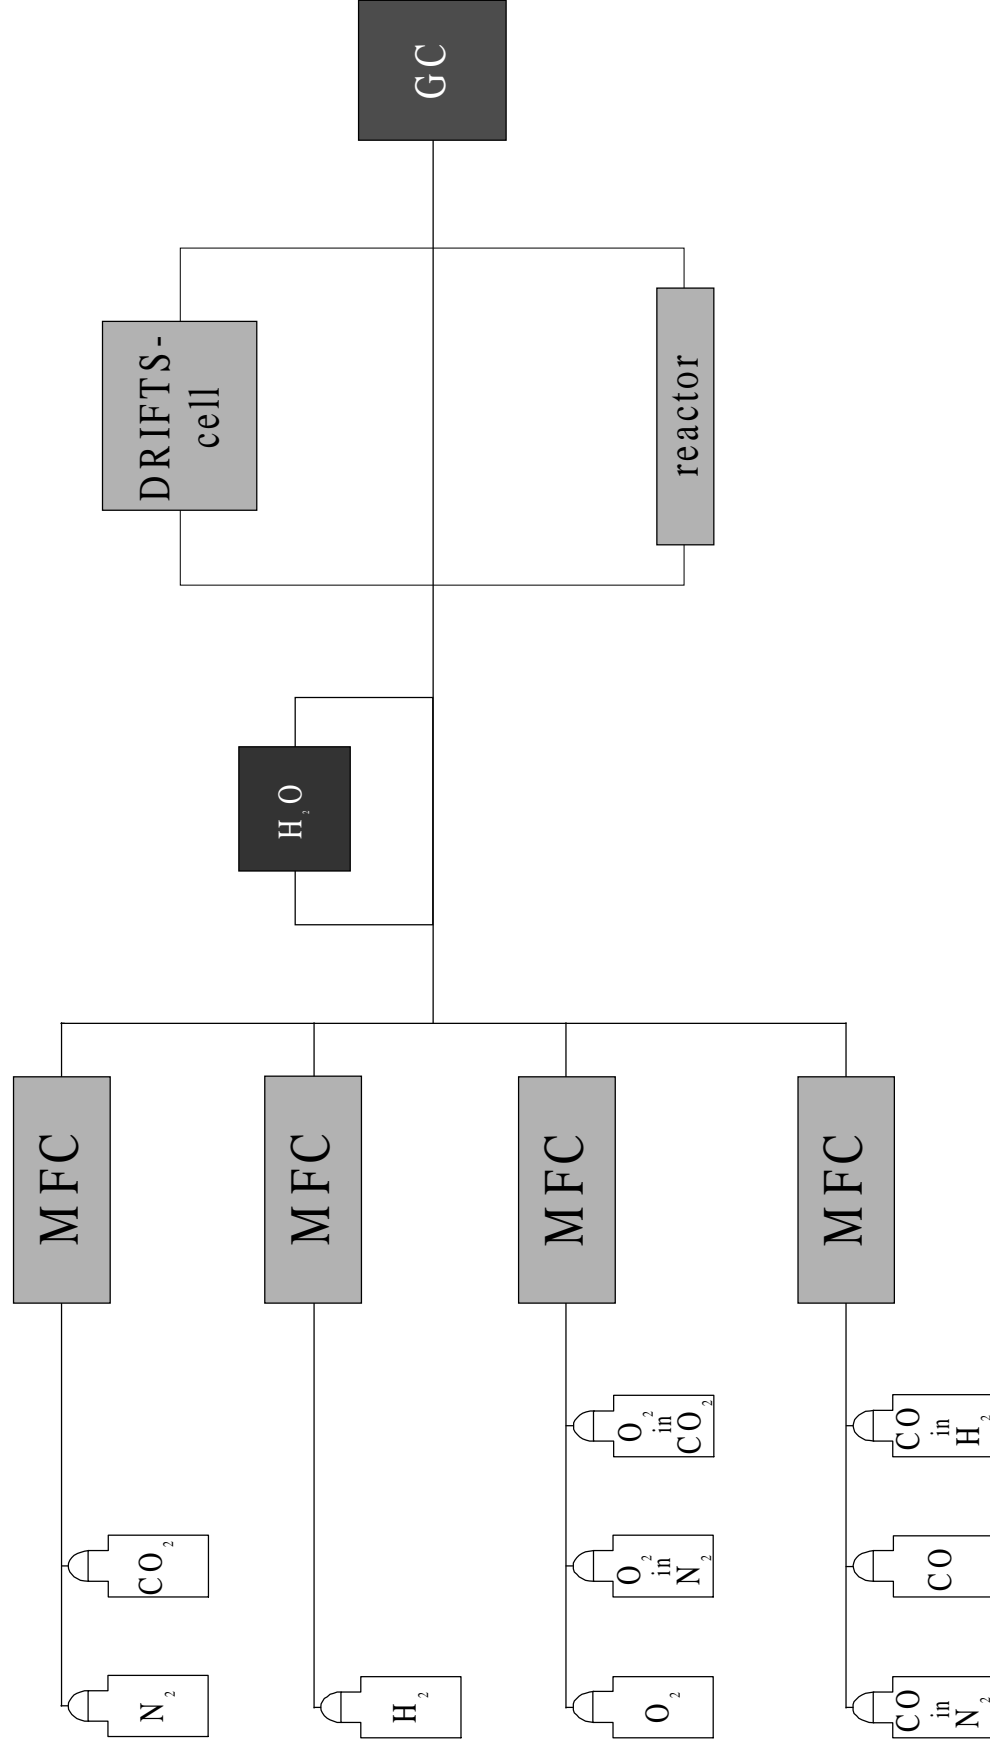 N₂
CO₂
MFC
H₂
MFC
O₂
O₂
in
N₂
O₂
in
CO₂
MFC
CO
in
N₂
CO
CO
in
H₂
MFC
H₂O
DRIFTS-
cell
reactor
GC